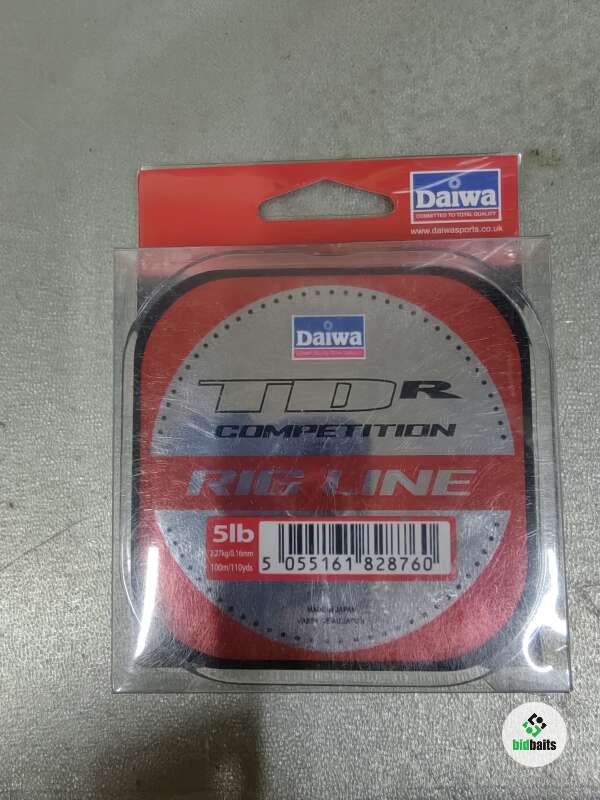 Daiwa
COMMITTED TO TOTAL QUALITY
www.daiwasports.co.uk
Daiwa
TDR
COMPETITION
RIG LINE
5lb
2.27kg/0.16mm
100m/110yds
5 055161 828760
MADE IN JAPAN
bidbaits